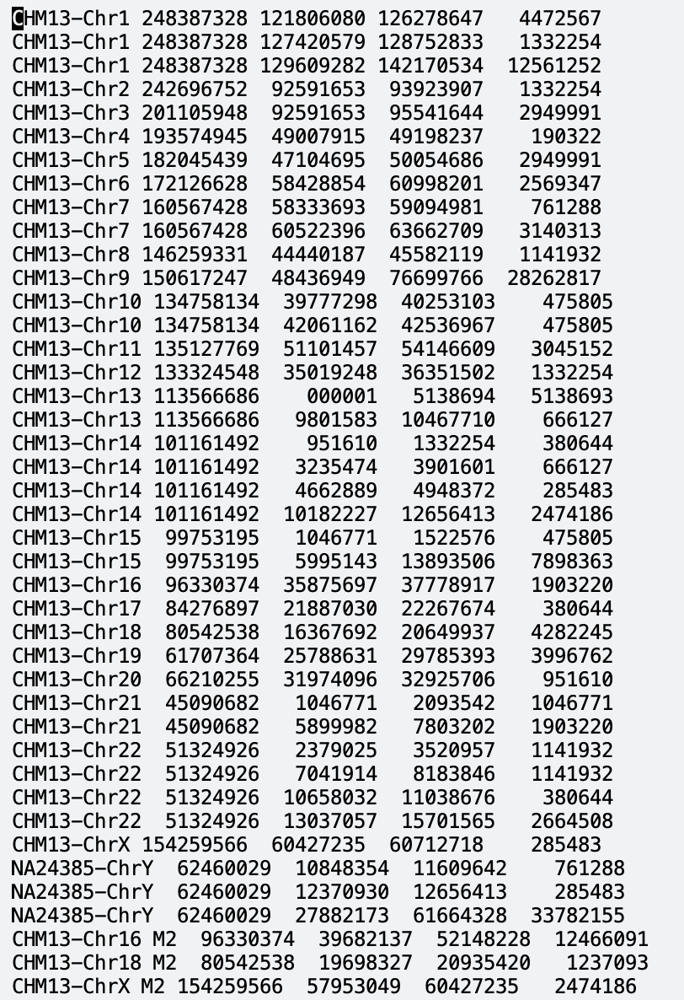 CHM13-Chr1 248387328 121806080 126278647 4472567
CHM13-Chr1 248387328 127420579 128752833 1332254
CHM13-Chr1 248387328 129609282 142170534 12561252
CHM13-Chr2 242696752 92591653 93923907 1332254
CHM13-Chr3 201105948 92591653 95541644 2949991
CHM13-Chr4 193574945 49007915 49198237 190322
CHM13-Chr5 182045439 47104695 50054686 2949991
CHM13-Chr6 172126628 58428854 60998201 2569347
CHM13-Chr7 160567428 58333693 59094981 761288
CHM13-Chr7 160567428 60522396 63662709 3140313
CHM13-Chr8 146259331 44440187 45582119 1141932
CHM13-Chr9 150617247 48436949 76699766 28262817
CHM13-Chr10 134758134 39777298 40253103 475805
CHM13-Chr10 134758134 42061162 42536967 475805
CHM13-Chr11 135127769 51101457 54146609 3045152
CHM13-Chr12 133324548 35019248 36351502 1332254
CHM13-Chr13 113566686 000001 5138694 5138693
CHM13-Chr13 113566686 9801583 10467710 666127
CHM13-Chr14 101161492 951610 1332254 380644
CHM13-Chr14 101161492 3235474 3901601 666127
CHM13-Chr14 101161492 4662889 4948372 285483
CHM13-Chr14 101161492 10182227 12656413 2474186
CHM13-Chr15 99753195 1046771 1522576 475805
CHM13-Chr15 99753195 5995143 13893506 7898363
CHM13-Chr16 96330374 35875697 37778917 1903220
CHM13-Chr17 84276897 21887030 22267674 380644
CHM13-Chr18 80542538 16367692 20649937 4282245
CHM13-Chr19 61707364 25788631 29785393 3996762
CHM13-Chr20 66210255 31974096 32925706 951610
CHM13-Chr21 45090682 1046771 2093542 1046771
CHM13-Chr21 45090682 5899982 7803202 1903220
CHM13-Chr22 51324926 2379025 3520957 1141932
CHM13-Chr22 51324926 7041914 8183846 1141932
CHM13-Chr22 51324926 10658032 11038676 380644
CHM13-Chr22 51324926 13037057 15701565 2664508
CHM13-ChrX 154259566 60427235 60712718 285483
NA24385-ChrY 62460029 10848354 11609642 761288
NA24385-ChrY 62460029 12370930 12656413 285483
NA24385-ChrY 62460029 27882173 61664328 33782155
CHM13-Chr16 M2 96330374 39682137 52148228 12466091
CHM13-Chr18 M2 80542538 19698327 20935420 1237093
CHM13-ChrX M2 154259566 57953049 60427235 2474186